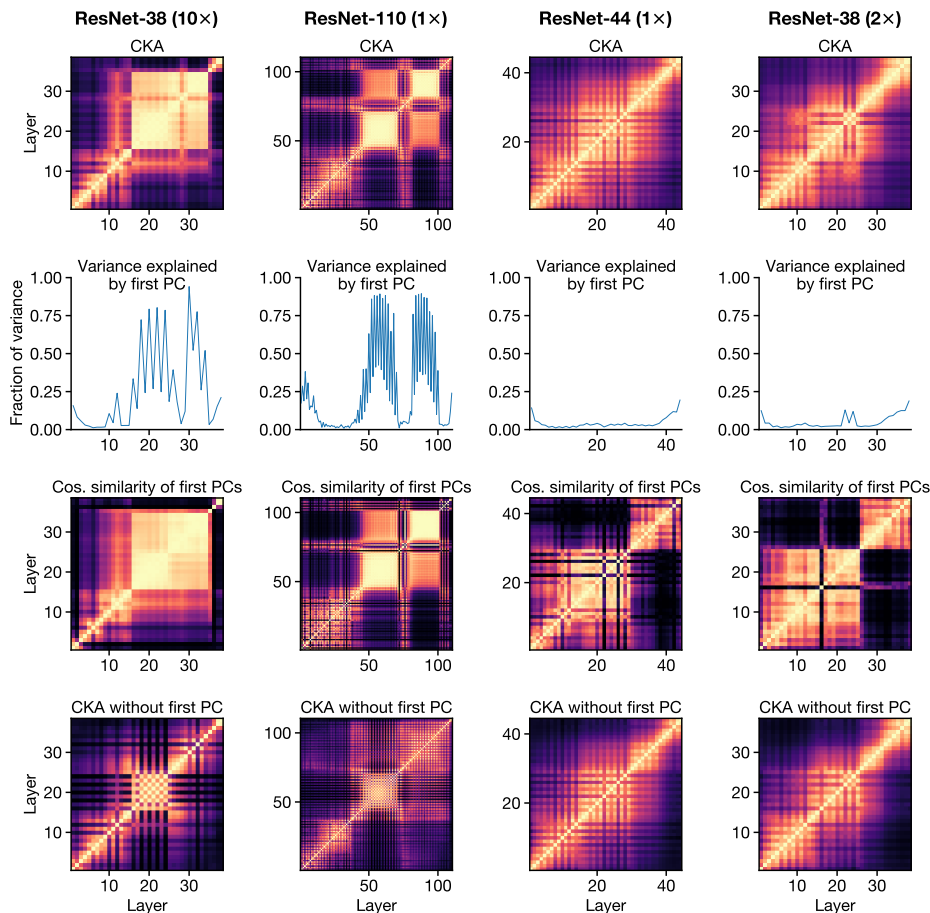 ResNet-38 (10×) ResNet-110 (1×) ResNet-44 (1×) ResNet-38 (2×)
CKA CKA CKA CKA
Layer
30
20
10
10 20 30
100
50
50 100
40
20
20 40
30
20
10
10 20 30
Variance explained
by first PC
Variance explained
by first PC
Variance explained
by first PC
Variance explained
by first PC
Fraction of variance
1.00
0.75
0.50
0.25
0.00
10 20 30
1.00
0.75
0.50
0.25
0.00
50 100
1.00
0.75
0.50
0.25
0.00
20 40
1.00
0.75
0.50
0.25
0.00
10 20 30
Cos. similarity of first PCs Cos. similarity of first PCs Cos. similarity of first PCs Cos. similarity of first PCs
Layer
30
20
10
10 20 30
100
50
50 100
40
20
20 40
30
20
10
10 20 30
CKA without first PC CKA without first PC CKA without first PC CKA without first PC
Layer
30
20
10
10 20 30
Layer
100
50
50 100
Layer
40
20
20 40
Layer
30
20
10
10 20 30
Layer